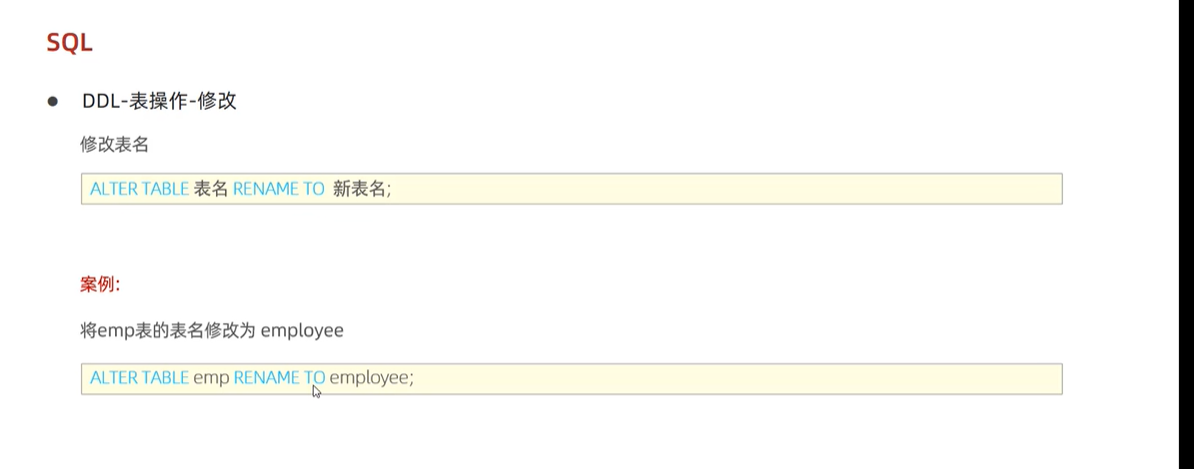 SQL
● DDL-表操作-修改
修改表名
ALTER TABLE 表名 RENAME TO 新表名;
案例:
将emp表的表名修改为 employee
ALTER TABLE emp RENAME TO employee;